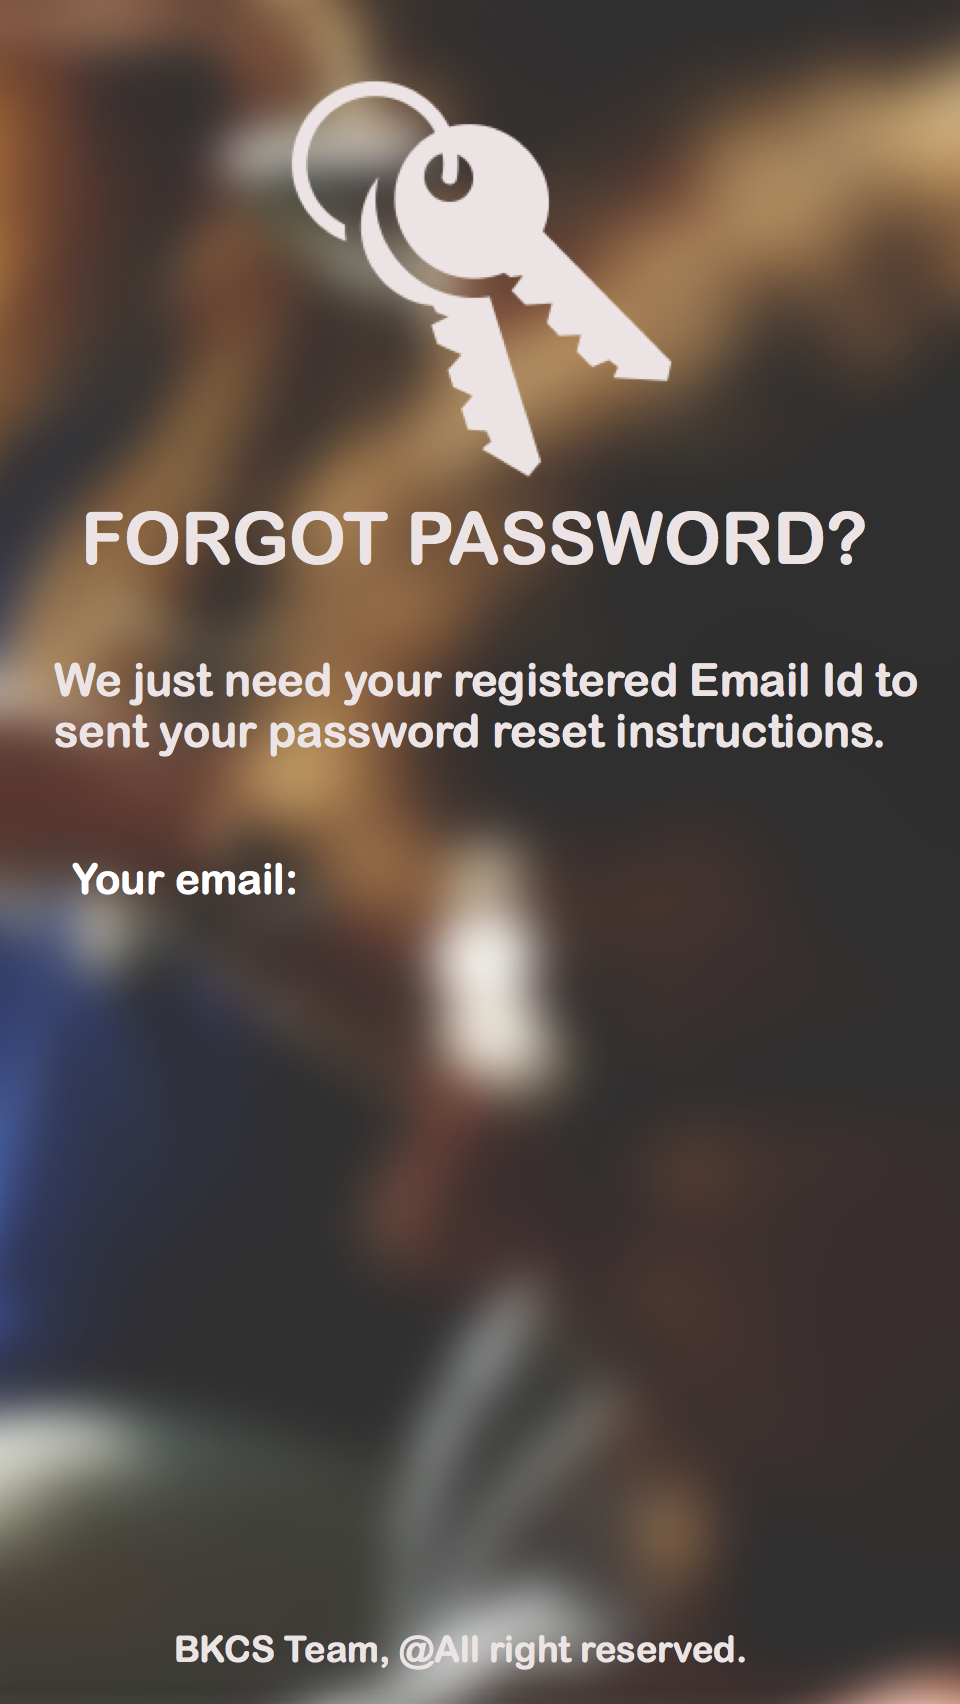 FORGOT PASSWORD?
We just need your registered Email Id to
sent your password reset instructions.
Your email:
BKCS Team, @All right reserved.